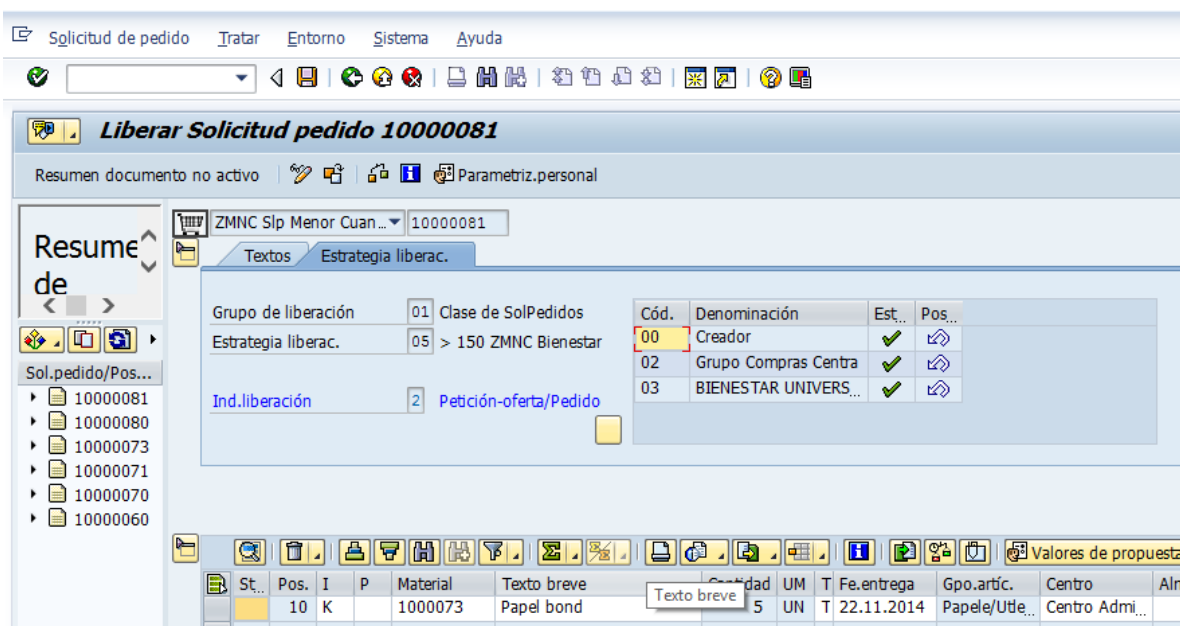 Solicitud de pedido Tratar Entorno Sistema Ayuda
Liberar Solicitud pedido 10000081
Resumen documento no activo Parametriz.personal
Resume
de
ZMNC Slp Menor Cuan... 10000081
Textos Estrategia liberac.
Grupo de liberación 01 Clase de SolPedidos
Estrategia liberac. 05 > 150 ZMNC Bienestar
Ind.liberación 2 Petición-oferta/Pedido
Cód. Denominación Est... Pos...
00 Creador
02 Grupo Compras Centra
03 BIENESTAR UNIVERS...
Sol.pedido/Pos...
10000081
10000080
10000073
10000071
10000070
10000060
Valores de propuesta
St... Pos. I P Material Texto breve Cantidad UM T Fe.entrega Gpo.artíc. Centro Alm
Texto breve
10 K 1000073 Papel bond 5 UN T 22.11.2014 Papele/Utle... Centro Admi...